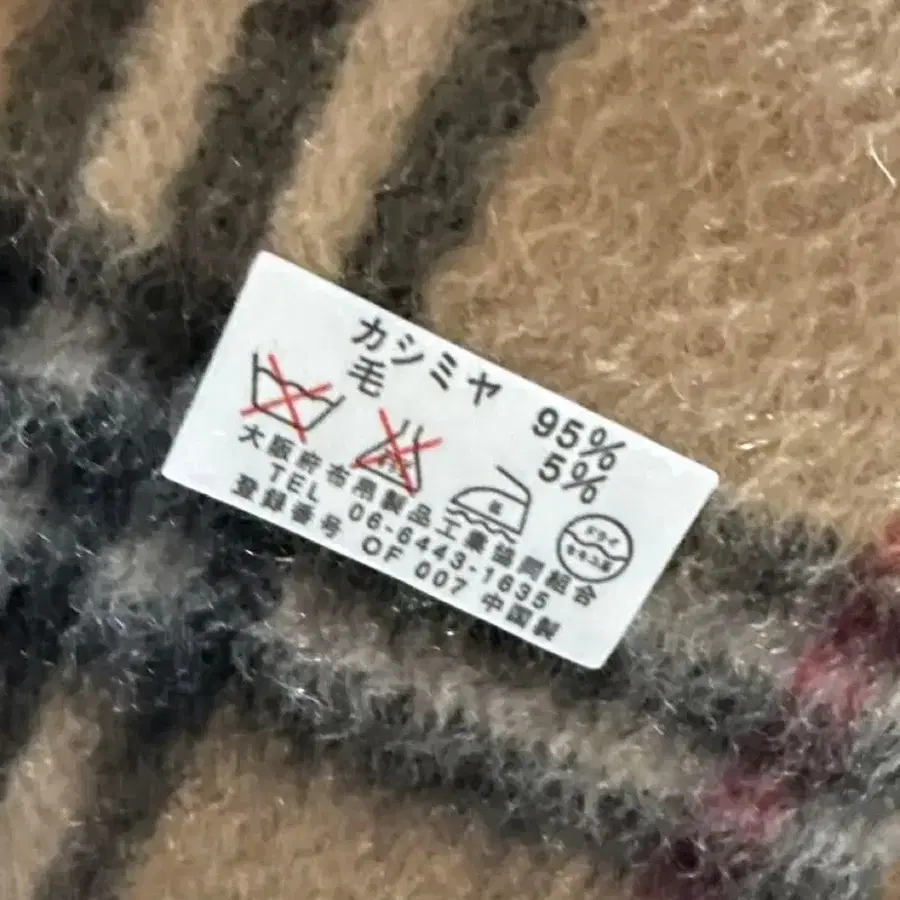 カシミヤ 95%
毛 5%
大阪府布帛製品工業協同組合
TEL 06-6443-1635
登録番号 OF 007 中国製